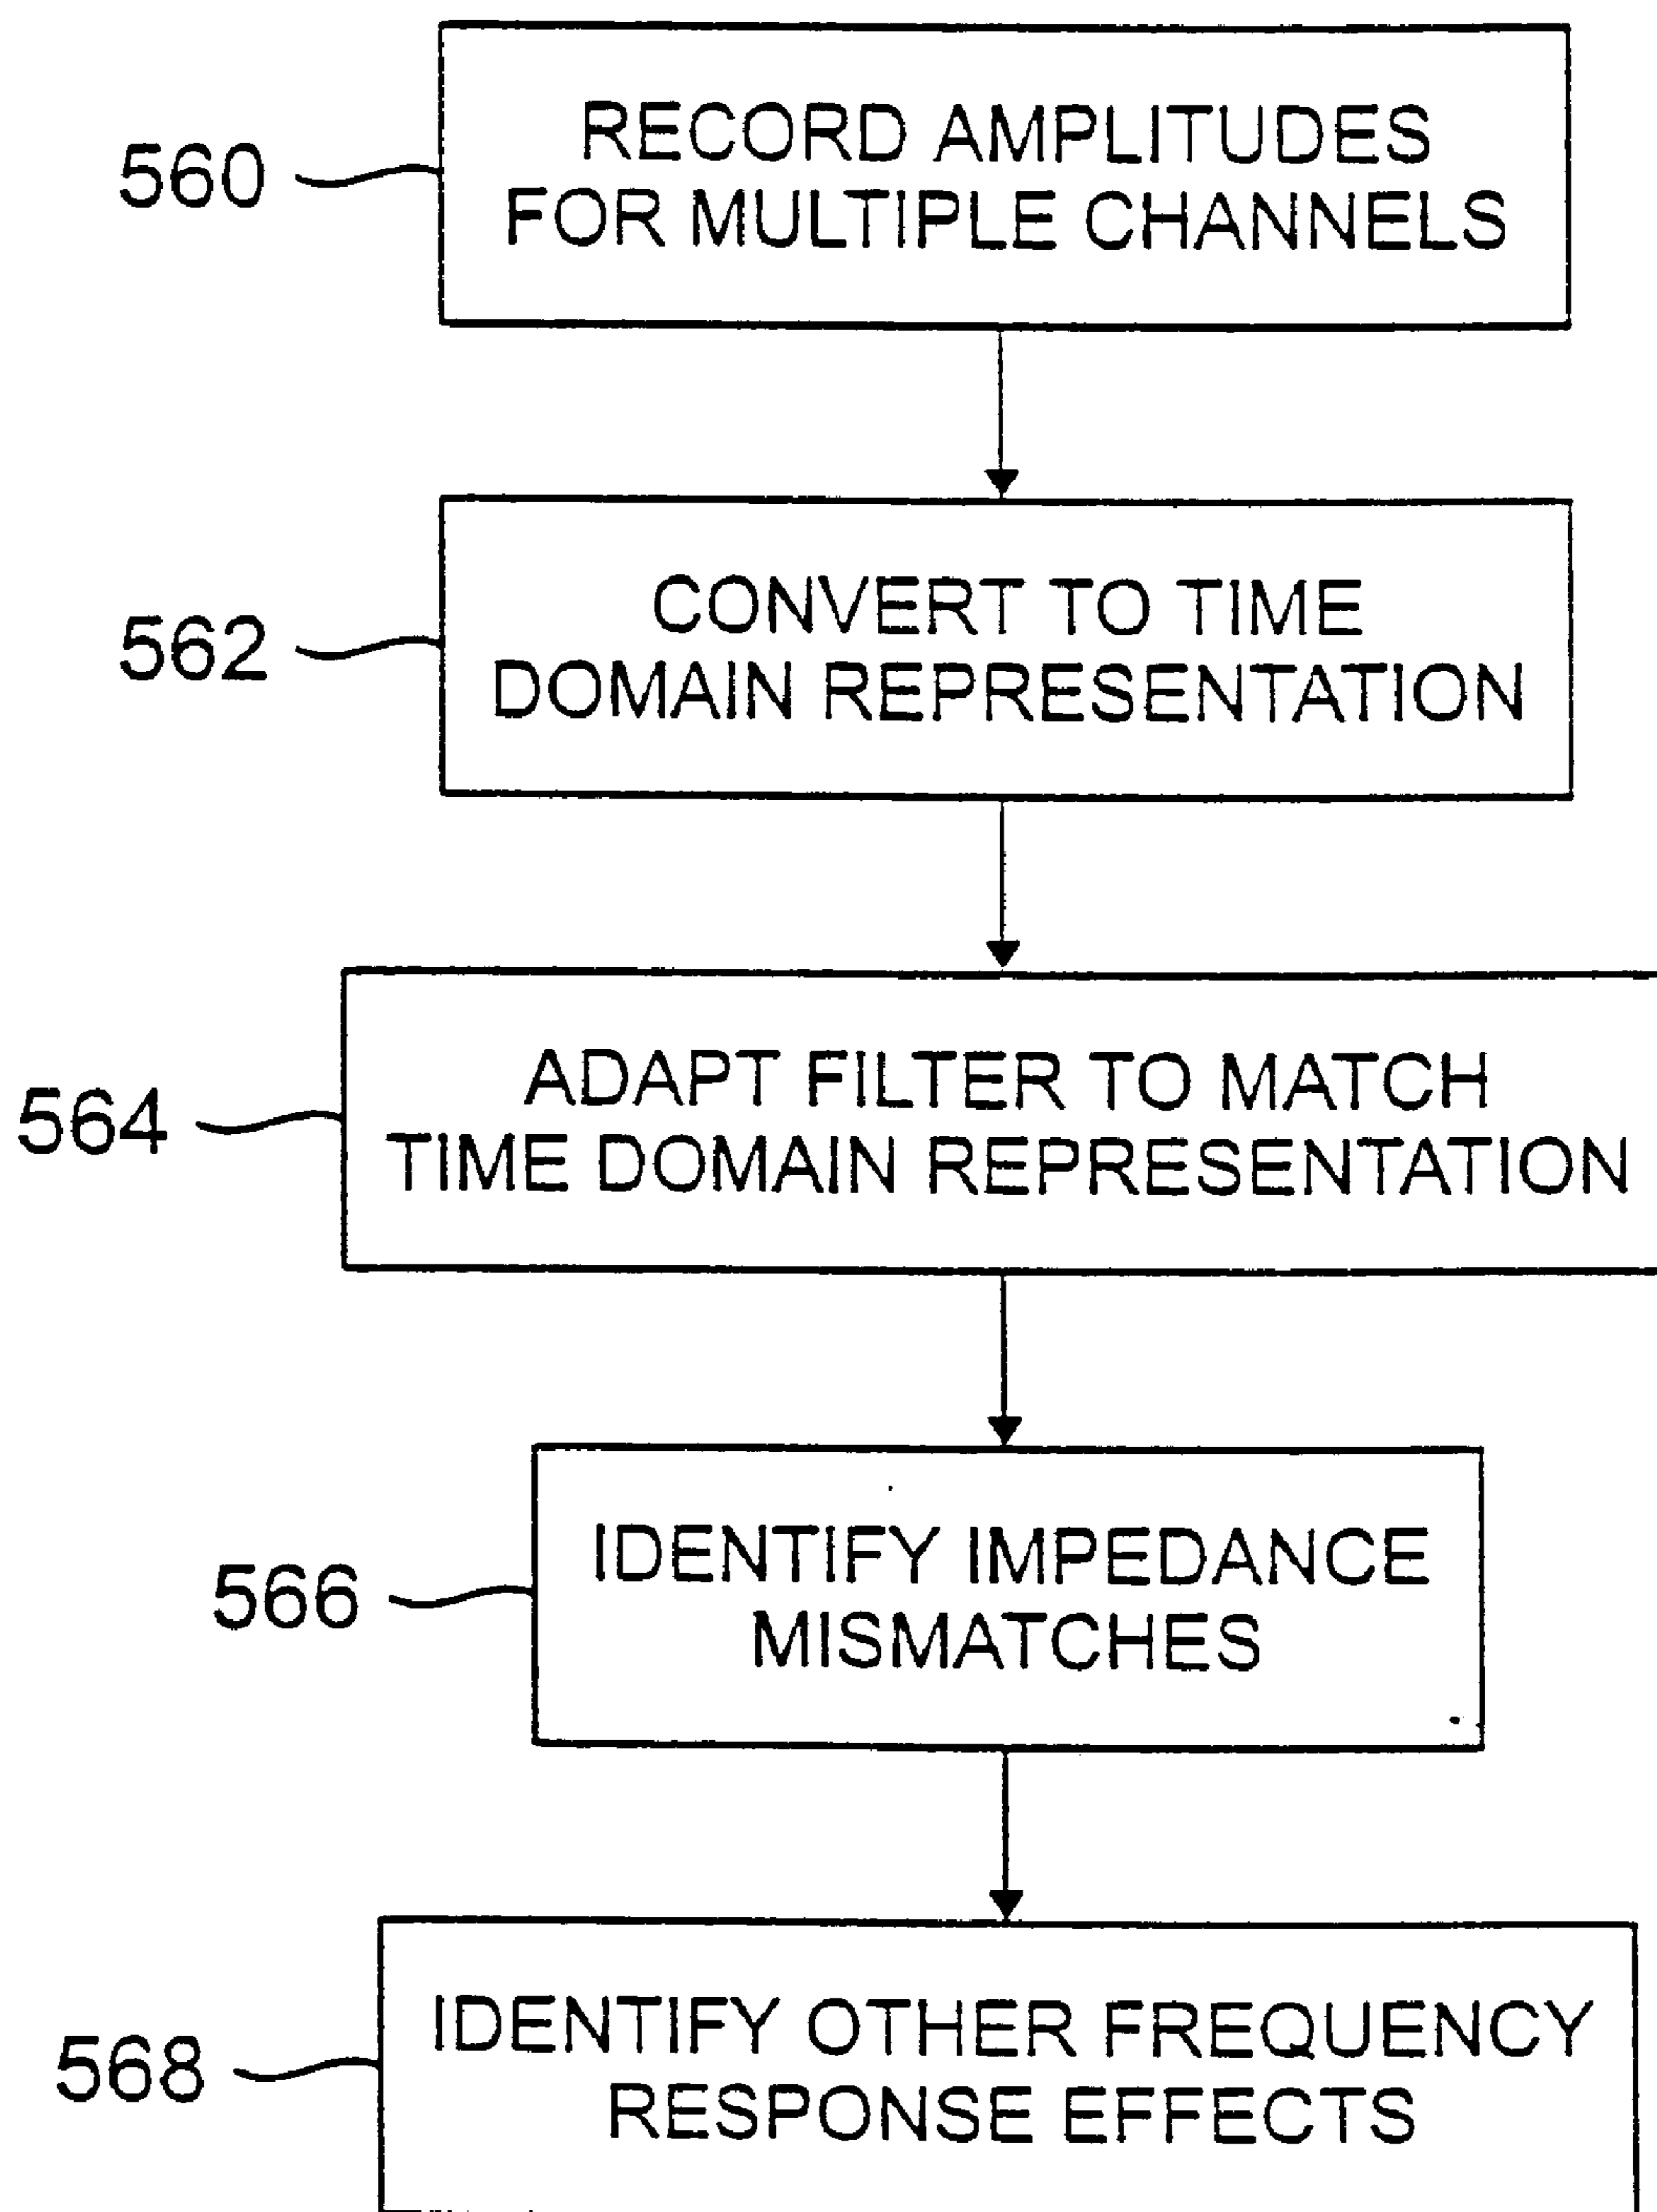 560
RECORD AMPLITUDES
FOR MULTIPLE CHANNELS
562
CONVERT TO TIME
DOMAIN REPRESENTATION
564
ADAPT FILTER TO MATCH
TIME DOMAIN REPRESENTATION
566
IDENTIFY IMPEDANCE
MISMATCHES
568
IDENTIFY OTHER FREQUENCY
RESPONSE EFFECTS